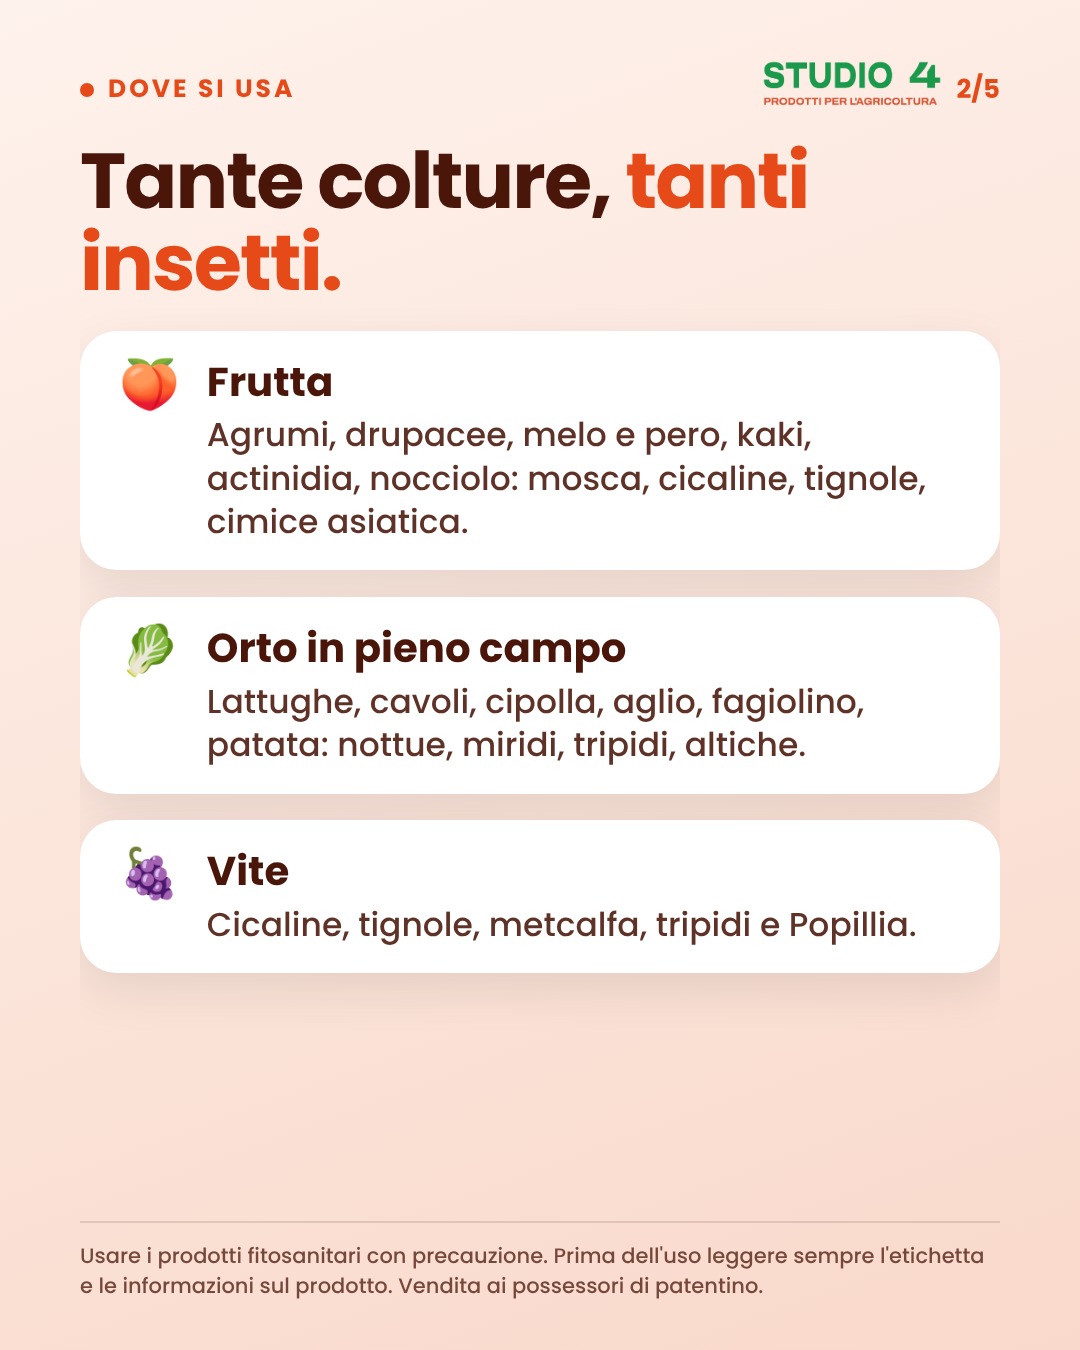 DOVE SI USA
STUDIO 4
PRODOTTI PER L'AGRICOLTURA
2/5
Tante colture, tanti
insetti.
Frutta
Agrumi, drupacee, melo e pero, kaki,
actinidia, nocciolo: mosca, cicaline, tignole,
cimice asiatica.
Orto in pieno campo
Lattughe, cavoli, cipolla, aglio, fagiolino,
patata: nottue, miridi, tripidi, altiche.
Vite
Cicaline, tignole, metcalfa, tripidi e Popillia.
Usare i prodotti fitosanitari con precauzione. Prima dell'uso leggere sempre l'etichetta
e le informazioni sul prodotto. Vendita ai possessori di patentino.